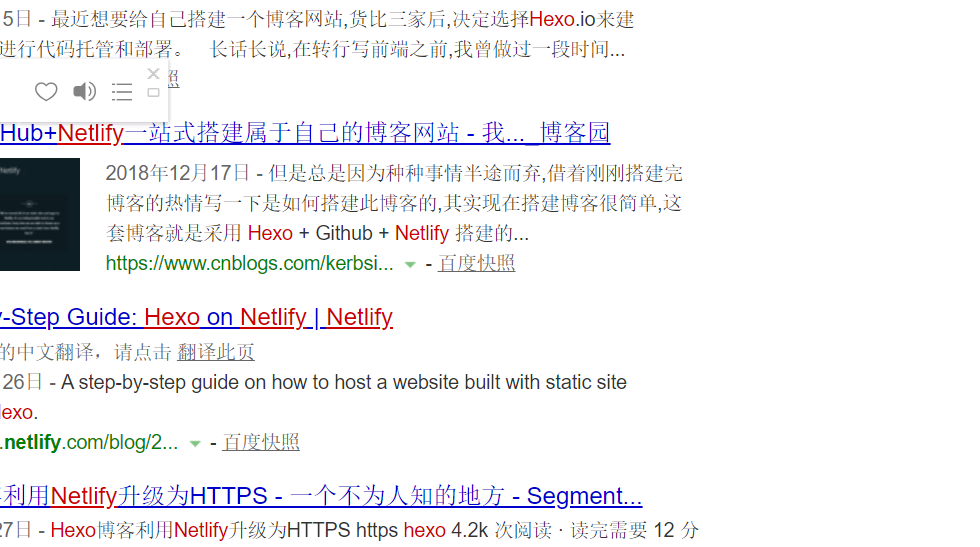 5日 - 最近想要给自己搭建一个博客网站,货比三家后,决定选择Hexo.io来建
进行代码托管和部署。 长话长说,在转行写前端之前,我曾做过一段时间...
照
Hub+Netlify一站式搭建属于自己的博客网站 - 我..._博客园
Netlify
2018年12月17日 - 但是总是因为种种事情半途而弃,借着刚刚搭建完
博客的热情写一下是如何搭建此博客的,其实现在搭建博客很简单,这
套博客就是采用 Hexo + Github + Netlify 搭建的...
https://www.cnblogs.com/kerbsi... - 百度快照
y-Step Guide: Hexo on Netlify | Netlify
的中文翻译，请点击 翻译此页
26日 - A step-by-step guide on how to host a website built with static site
Hexo.
.netlify.com/blog/2... - 百度快照
利用Netlify升级为HTTPS - 一个不为人知的地方 - Segment...
27日 - Hexo博客利用Netlify升级为HTTPS https hexo 4.2k 次阅读 · 读完需要 12 分